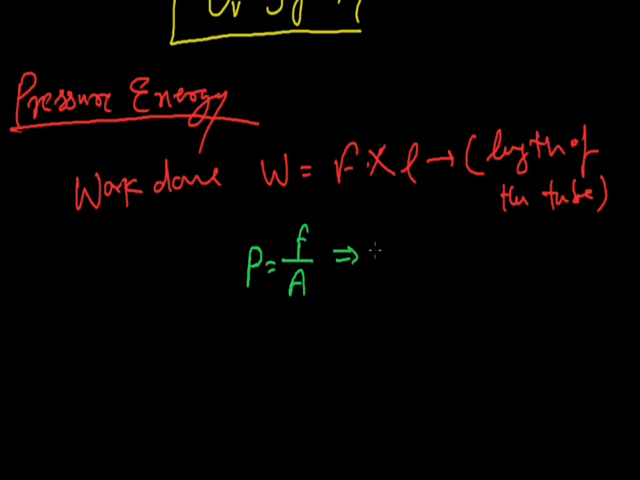 Pressure Energy
Work done W = F × l → (length of
the tube)
P = f/A ⇒